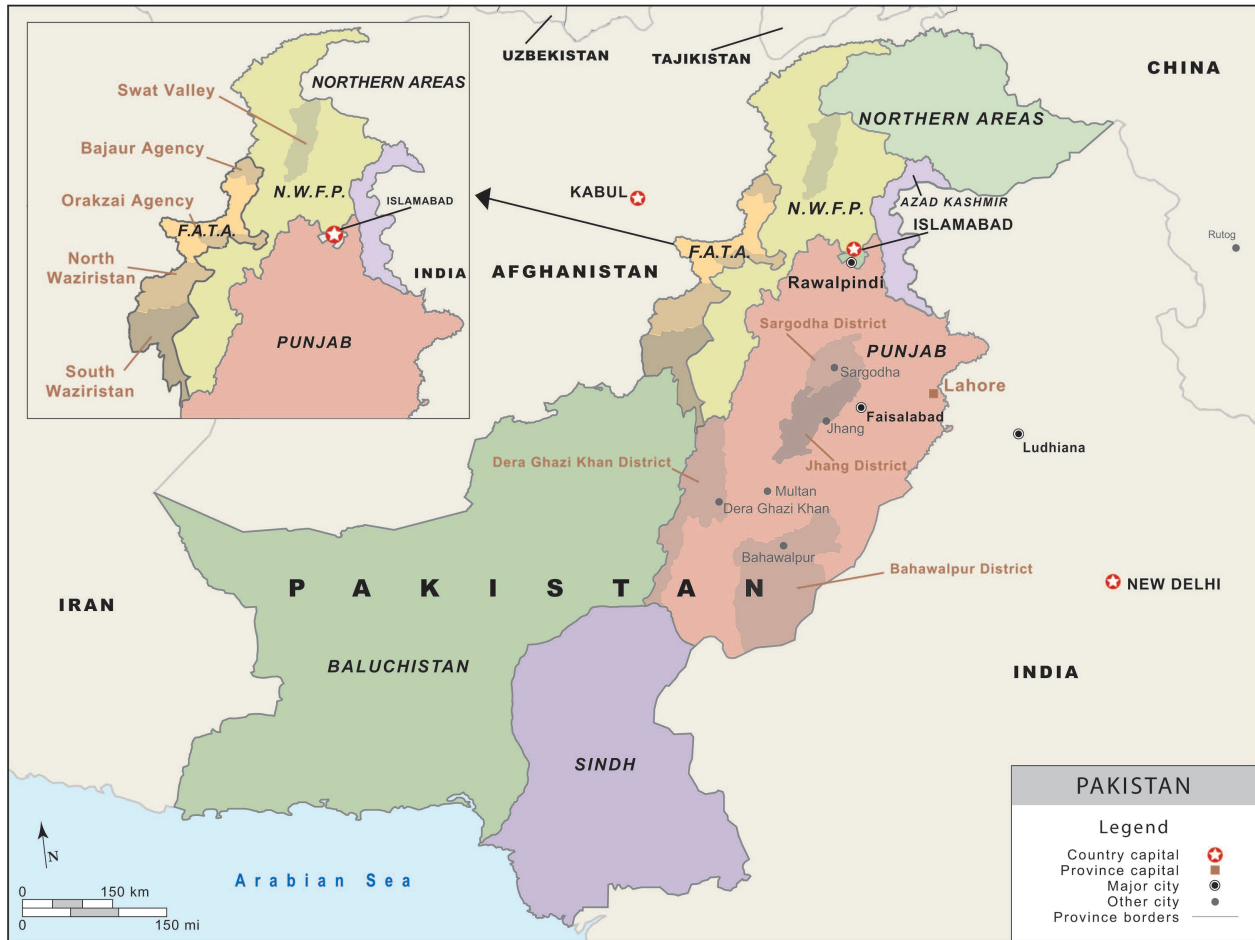 UZBEKISTAN
TAJIKISTAN
CHINA
NORTHERN AREAS
Swat Valley
Bajaur Agency
N.W.F.P.
Orakzai Agency
ISLAMABAD
F.A.T.A.
North
Waziristan
INDIA
PUNJAB
South
Waziristan
NORTHERN AREAS
KABUL
AZAD KASHMIR
N.W.F.P.
ISLAMABAD
Rutog
F.A.T.A.
AFGHANISTAN
Rawalpindi
Sargodha District
PUNJAB
Sargodha
Lahore
Faisalabad
Jhang
Ludhiana
Dera Ghazi Khan District
Jhang District
Multan
Dera Ghazi Khan
Bahawalpur
Bahawalpur District
NEW DELHI
PAKISTAN
IRAN
BALUCHISTAN
INDIA
SINDH
Arabian Sea
N
0 150 km
0 150 mi
PAKISTAN
Legend
Country capital
Province capital
Major city
Other city
Province borders